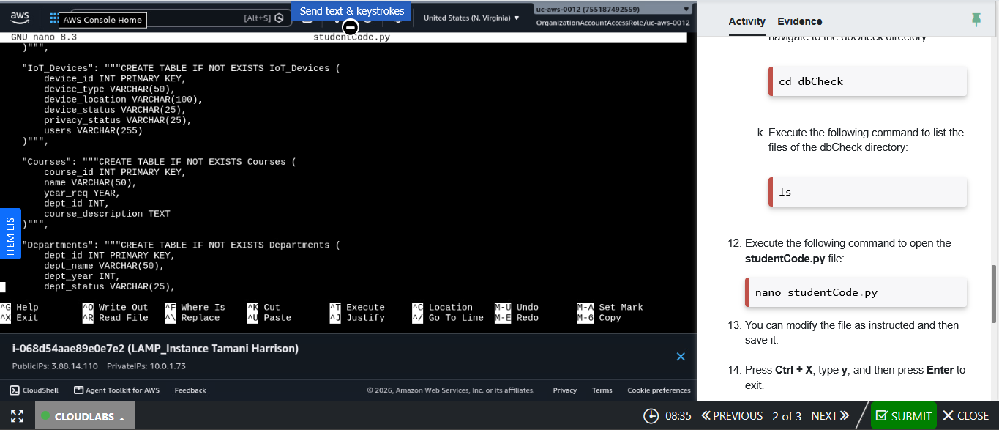 aws
AWS Console Home
[Alt+S]
Send text & keystrokes
United States (N. Virginia)
uc-aws-0012 (755187492559)
OrganizationAccountAccessRole/uc-aws-0012
GNU nano 8.3 studentCode.py
)""",
"IoT_Devices": """CREATE TABLE IF NOT EXISTS IoT_Devices (
device_id INT PRIMARY KEY,
device_type VARCHAR(50),
device_location VARCHAR(100),
device_status VARCHAR(25),
privacy_status VARCHAR(25),
users VARCHAR(255)
)""",
"Courses": """CREATE TABLE IF NOT EXISTS Courses (
course_id INT PRIMARY KEY,
name VARCHAR(50),
year_req YEAR,
dept_id INT,
course_description TEXT
)""",
"Departments": """CREATE TABLE IF NOT EXISTS Departments (
dept_id INT PRIMARY KEY,
dept_name VARCHAR(50),
dept_year INT,
dept_status VARCHAR(25),
^G Help ^O Write Out ^F Where Is ^K Cut ^T Execute ^C Location M-U Undo M-A Set Mark
^X Exit ^R Read File ^\ Replace ^U Paste ^J Justify ^/ Go To Line M-E Redo M-6 Copy
ITEM LIST
i-068d54aae89e0e7e2 (LAMP_Instance Tamani Harrison)
PublicIPs: 3.88.14.110 PrivateIPs: 10.0.1.73
CloudShell Agent Toolkit for AWS Feedback © 2026, Amazon Web Services, Inc. or its affiliates. Privacy Terms Cookie preferences
Activity Evidence
navigate to the dbCheck directory:
cd dbCheck
k. Execute the following command to list the
files of the dbCheck directory:
ls
12. Execute the following command to open the
studentCode.py file:
nano studentCode.py
13. You can modify the file as instructed and then
save it.
14. Press Ctrl + X, type y, and then press Enter to
exit.
CLOUDLABS 08:35 PREVIOUS 2 of 3 NEXT SUBMIT CLOSE